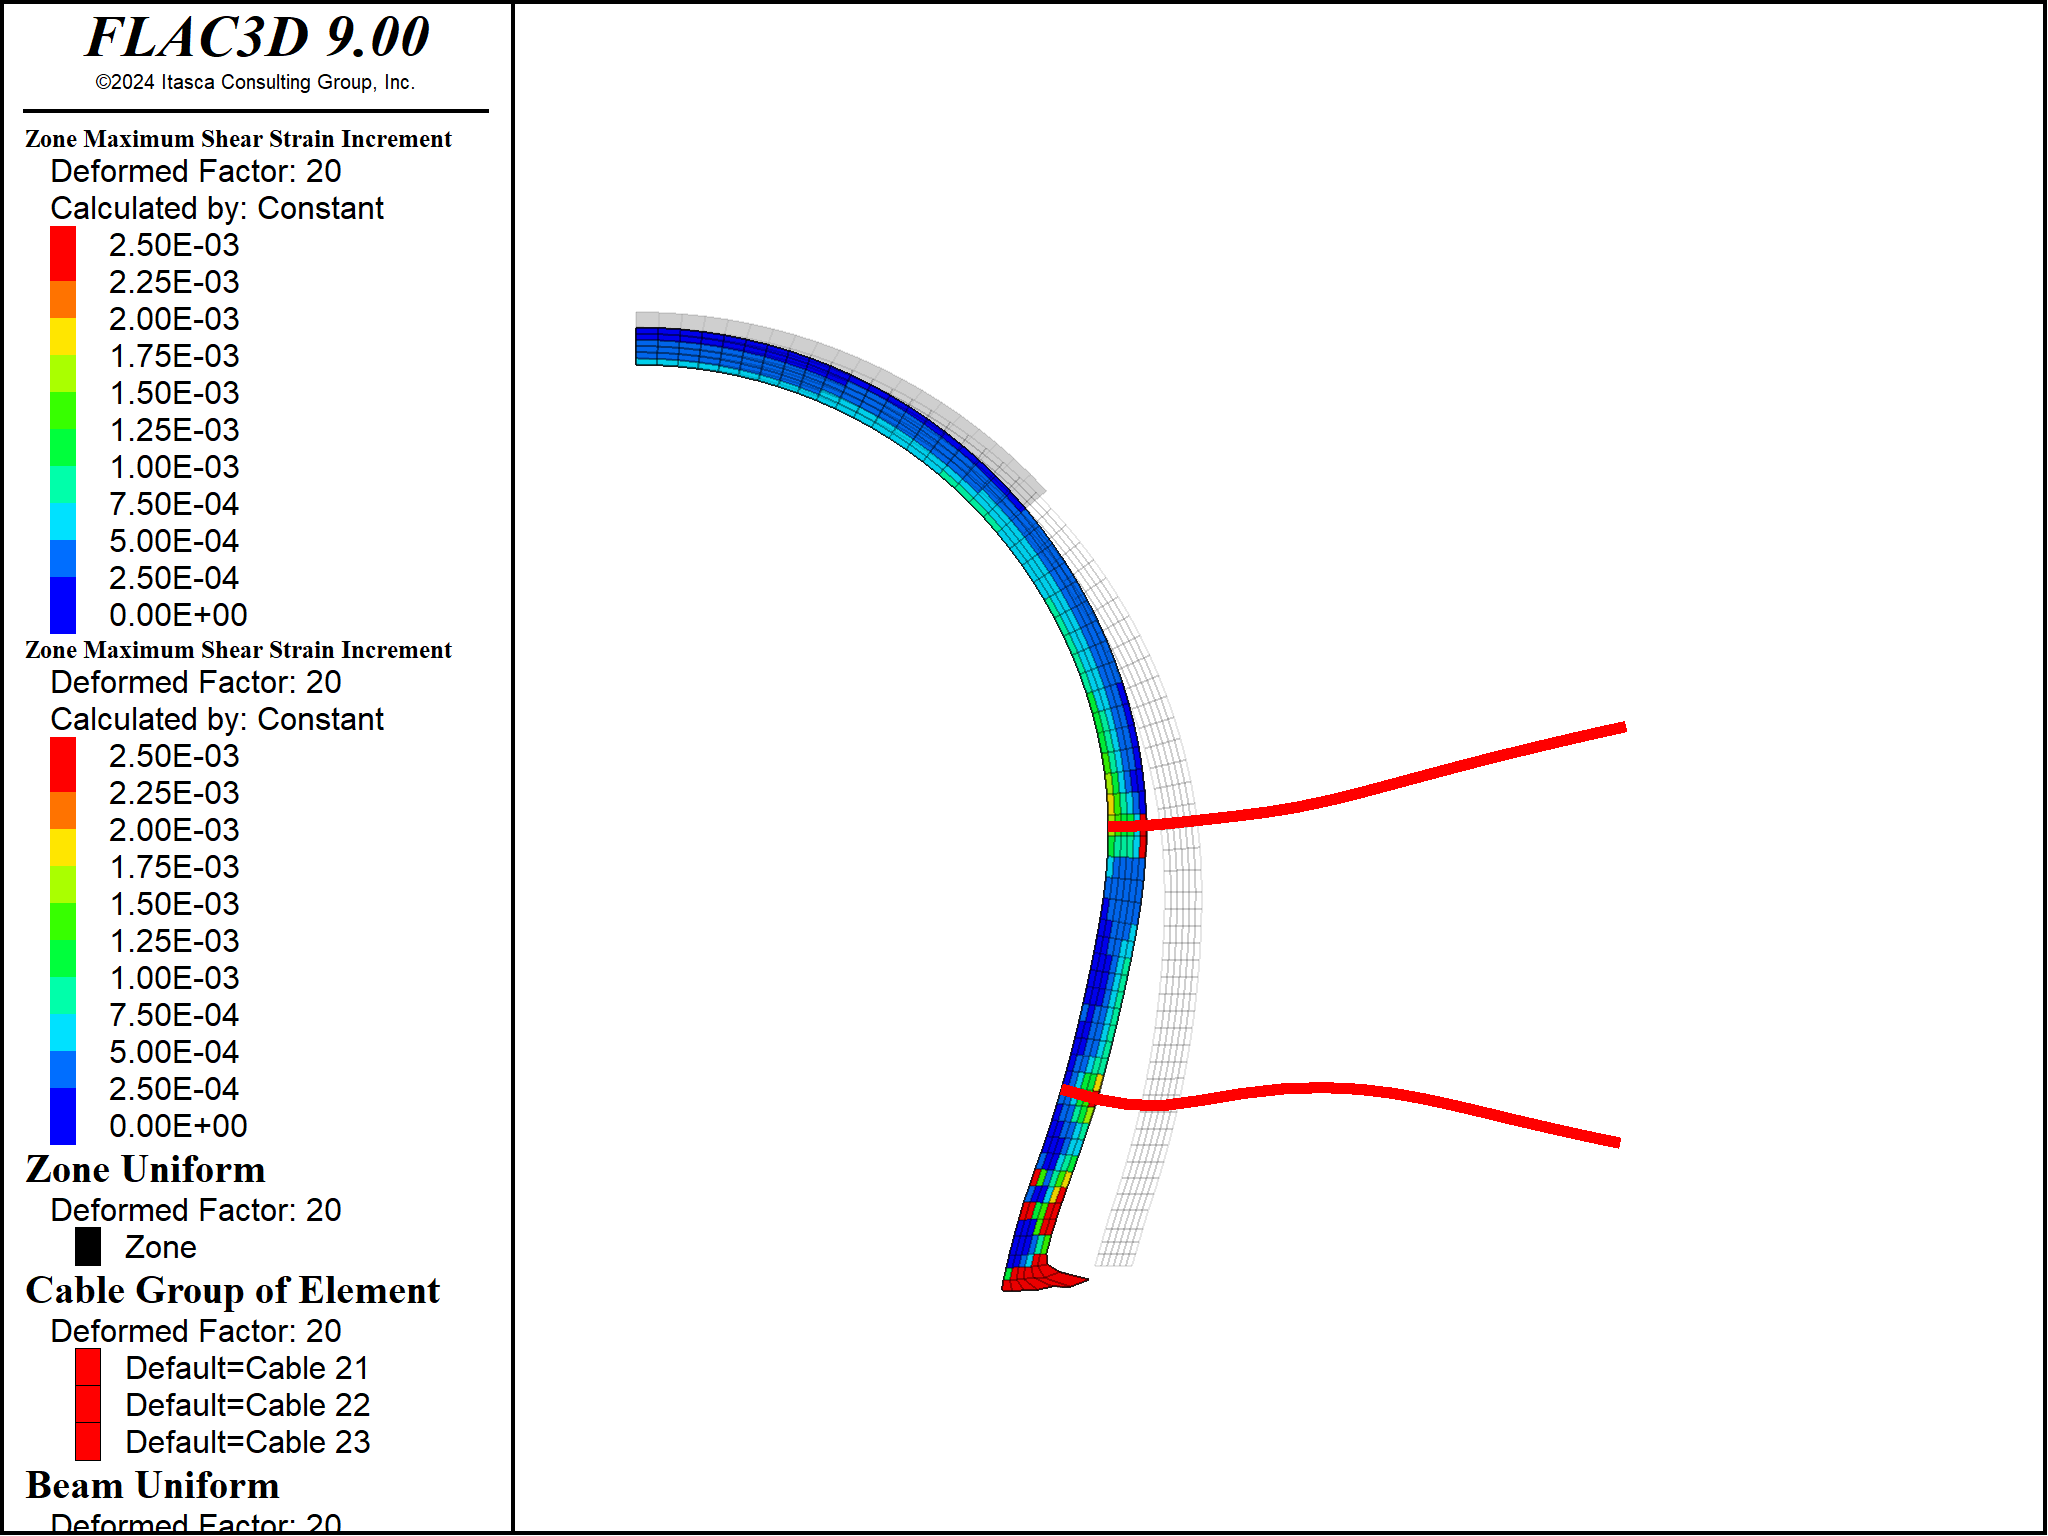 FLAC3D 9.00
©2024 Itasca Consulting Group, Inc.
Zone Maximum Shear Strain Increment
Deformed Factor: 20
Calculated by: Constant
2.50E-03
2.25E-03
2.00E-03
1.75E-03
1.50E-03
1.25E-03
1.00E-03
7.50E-04
5.00E-04
2.50E-04
0.00E+00
Zone Maximum Shear Strain Increment
Deformed Factor: 20
Calculated by: Constant
2.50E-03
2.25E-03
2.00E-03
1.75E-03
1.50E-03
1.25E-03
1.00E-03
7.50E-04
5.00E-04
2.50E-04
0.00E+00
Zone Uniform
Deformed Factor: 20
Zone
Cable Group of Element
Deformed Factor: 20
Default=Cable 21
Default=Cable 22
Default=Cable 23
Beam Uniform
Deformed Factor: 20